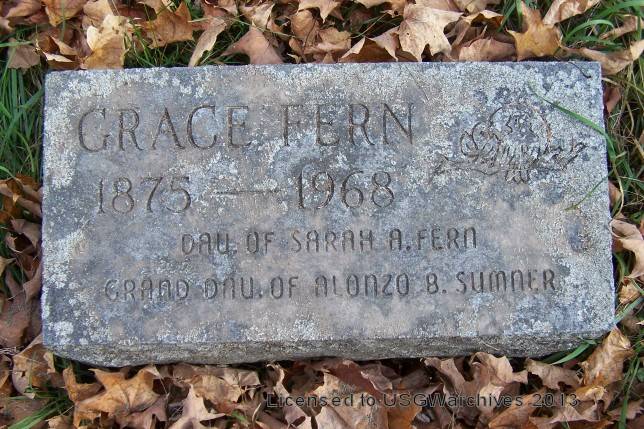 GRACE FERN
1875 — 1968
DAU. OF SARAH A. FERN
GRAND DAU. OF ALONZO B. SUMNER
Licensed to USGWarchives 2013